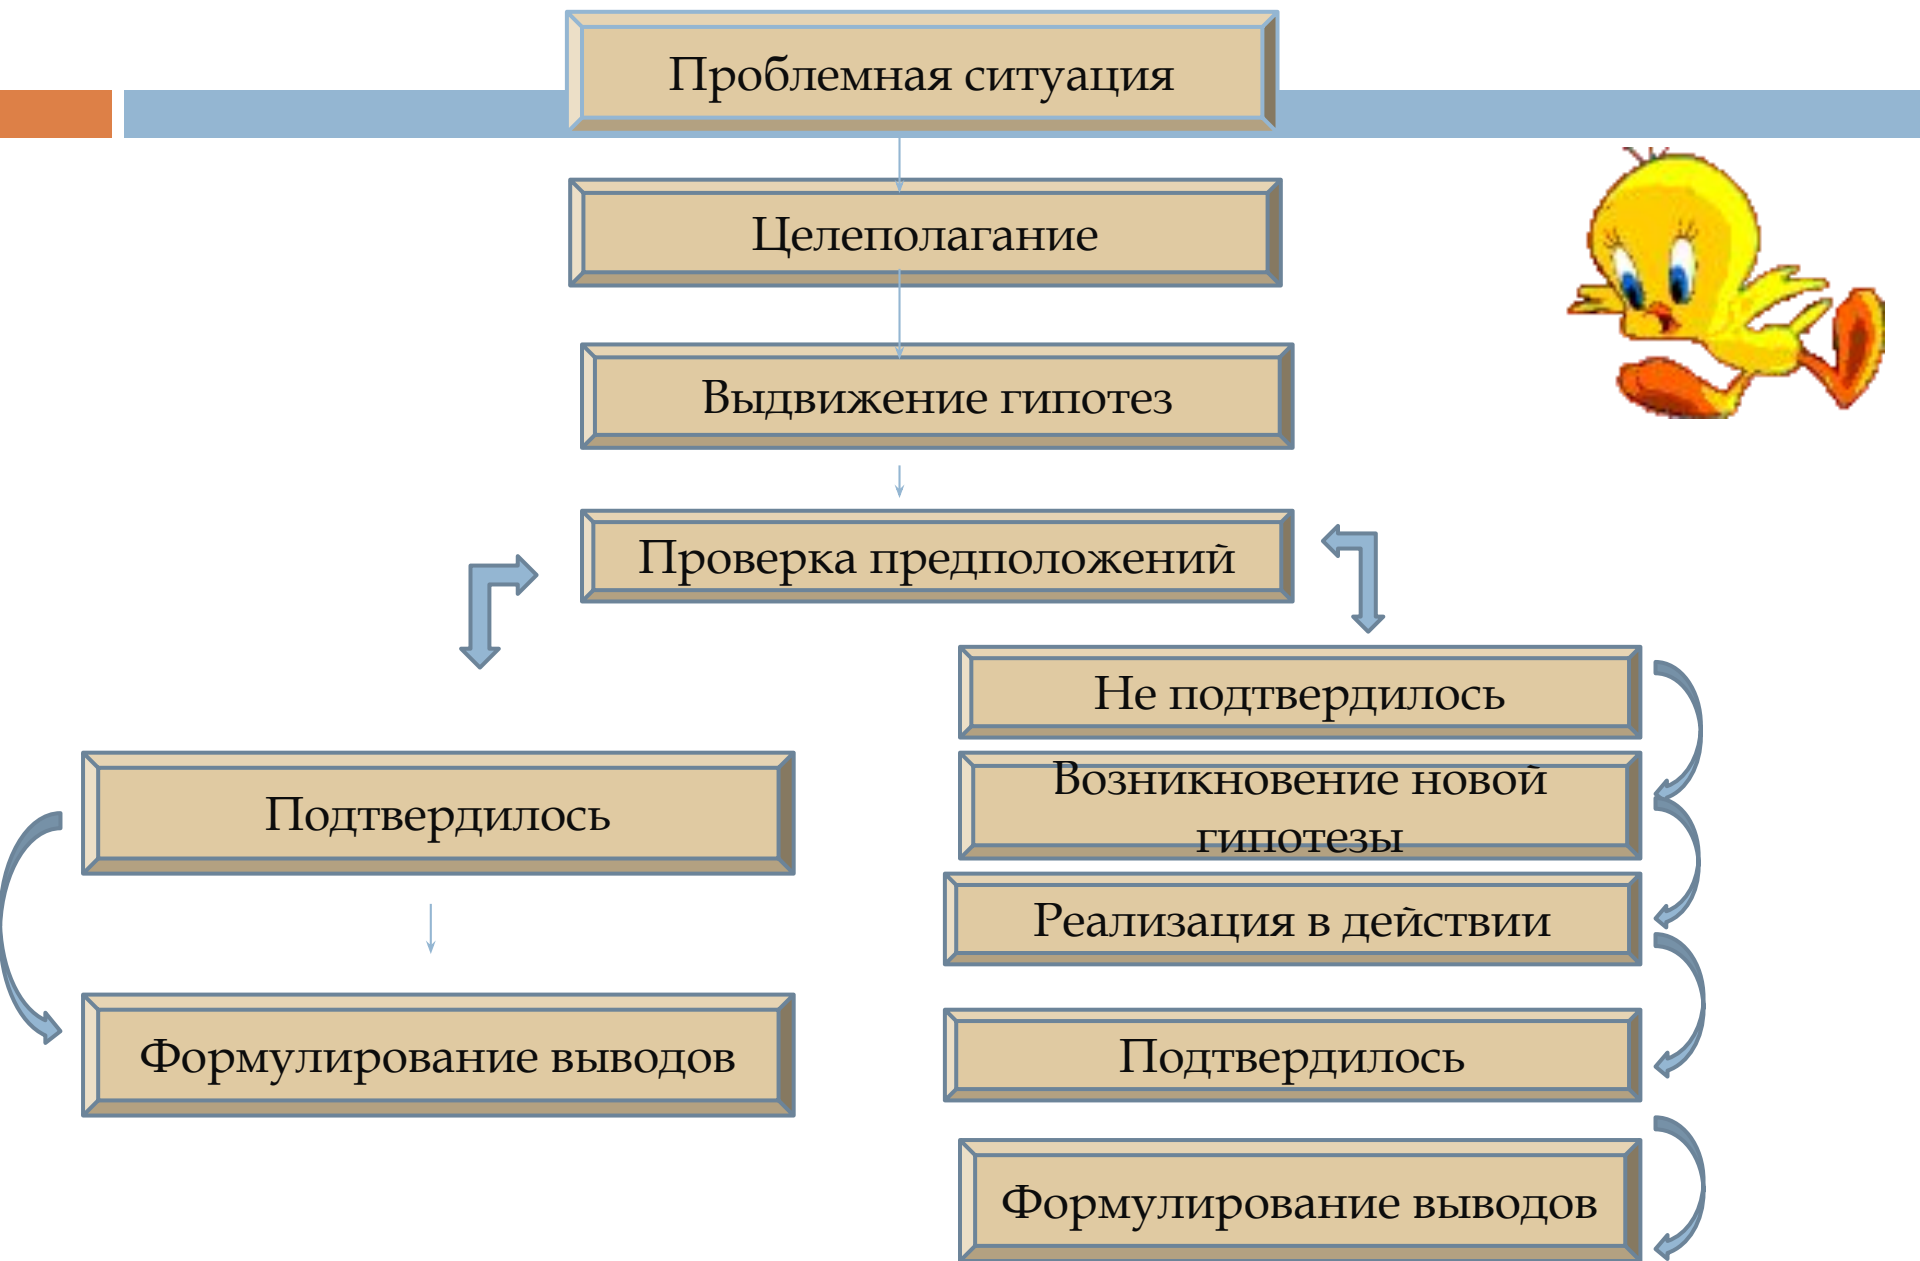 Проблемная ситуация
Целеполагание
Выдвижение гипотез
Проверка предположений
Подтвердилось
Формулирование выводов
Не подтвердилось
Возникновение новой
гипотезы
Реализация в действии
Подтвердилось
Формулирование выводов